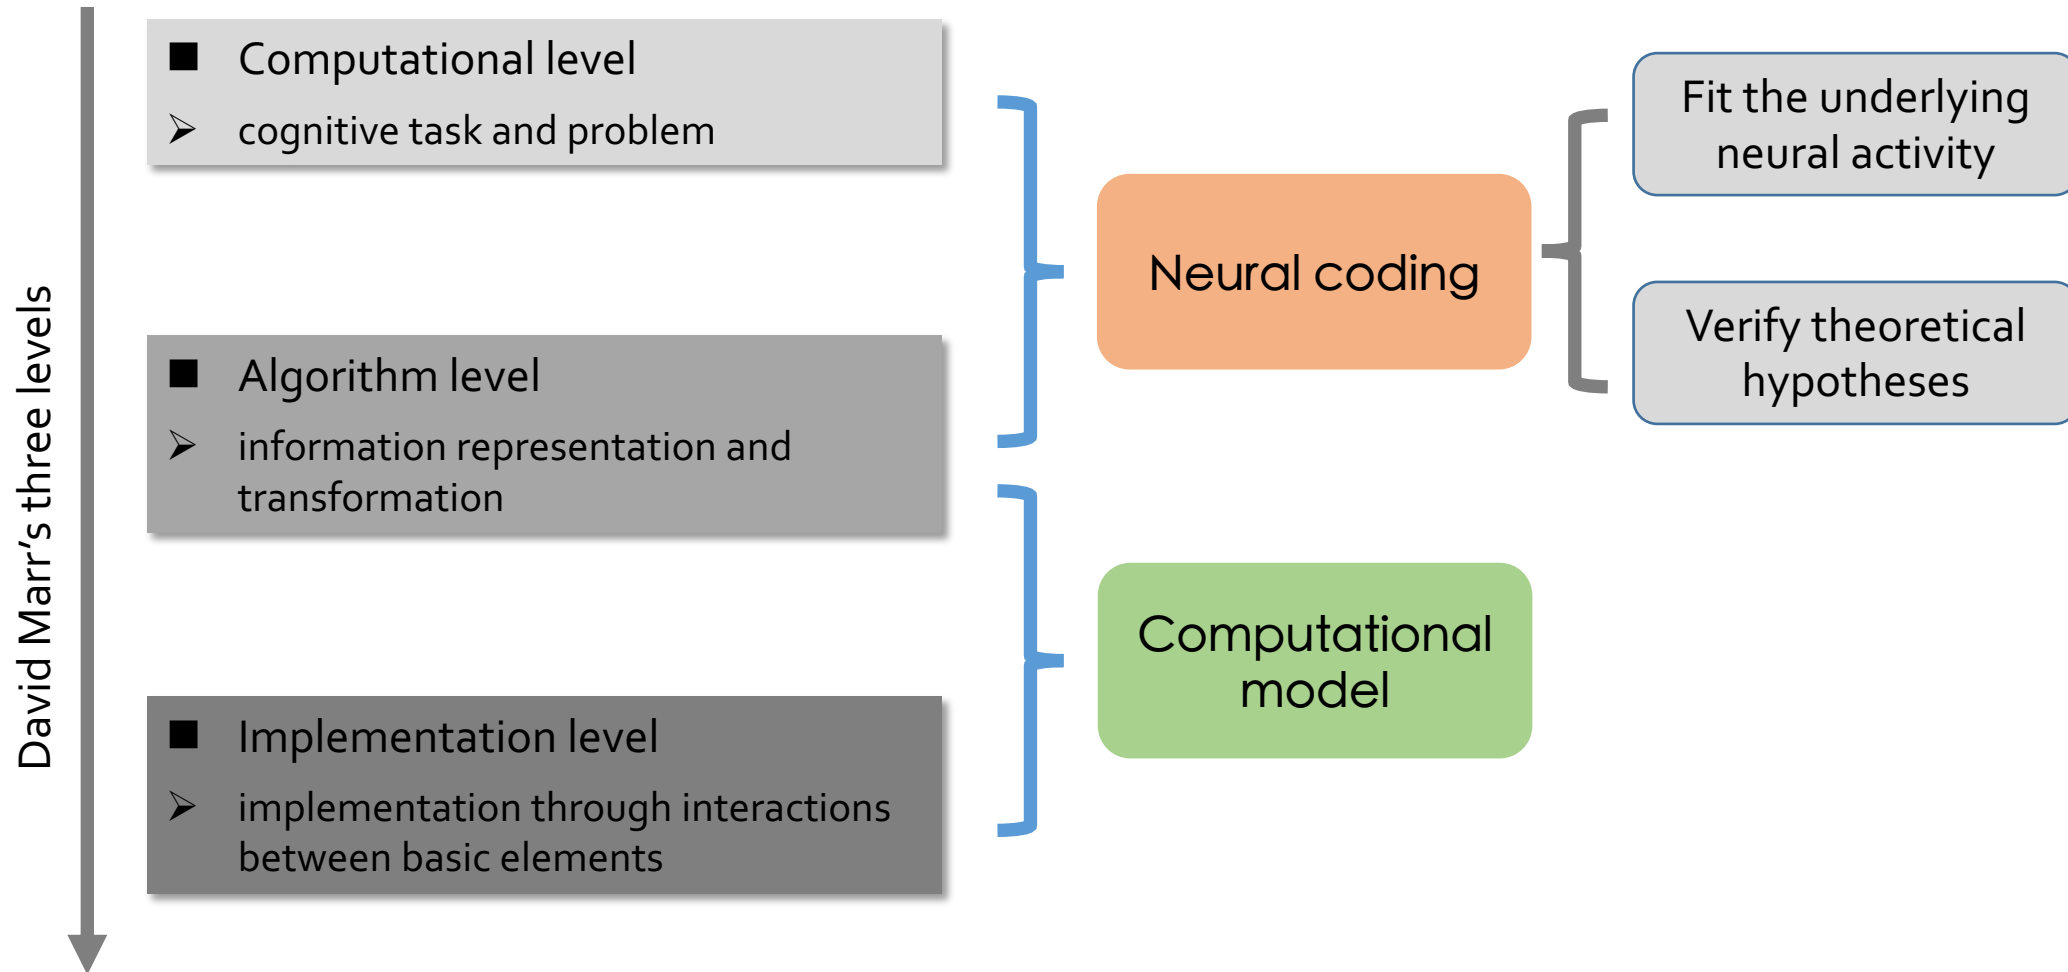 David Marr's three levels
Computational level
cognitive task and problem
Algorithm level
information representation and
transformation
Implementation level
implementation through interactions
between basic elements
Neural coding
Computational
model
Fit the underlying
neural activity
Verify theoretical
hypotheses